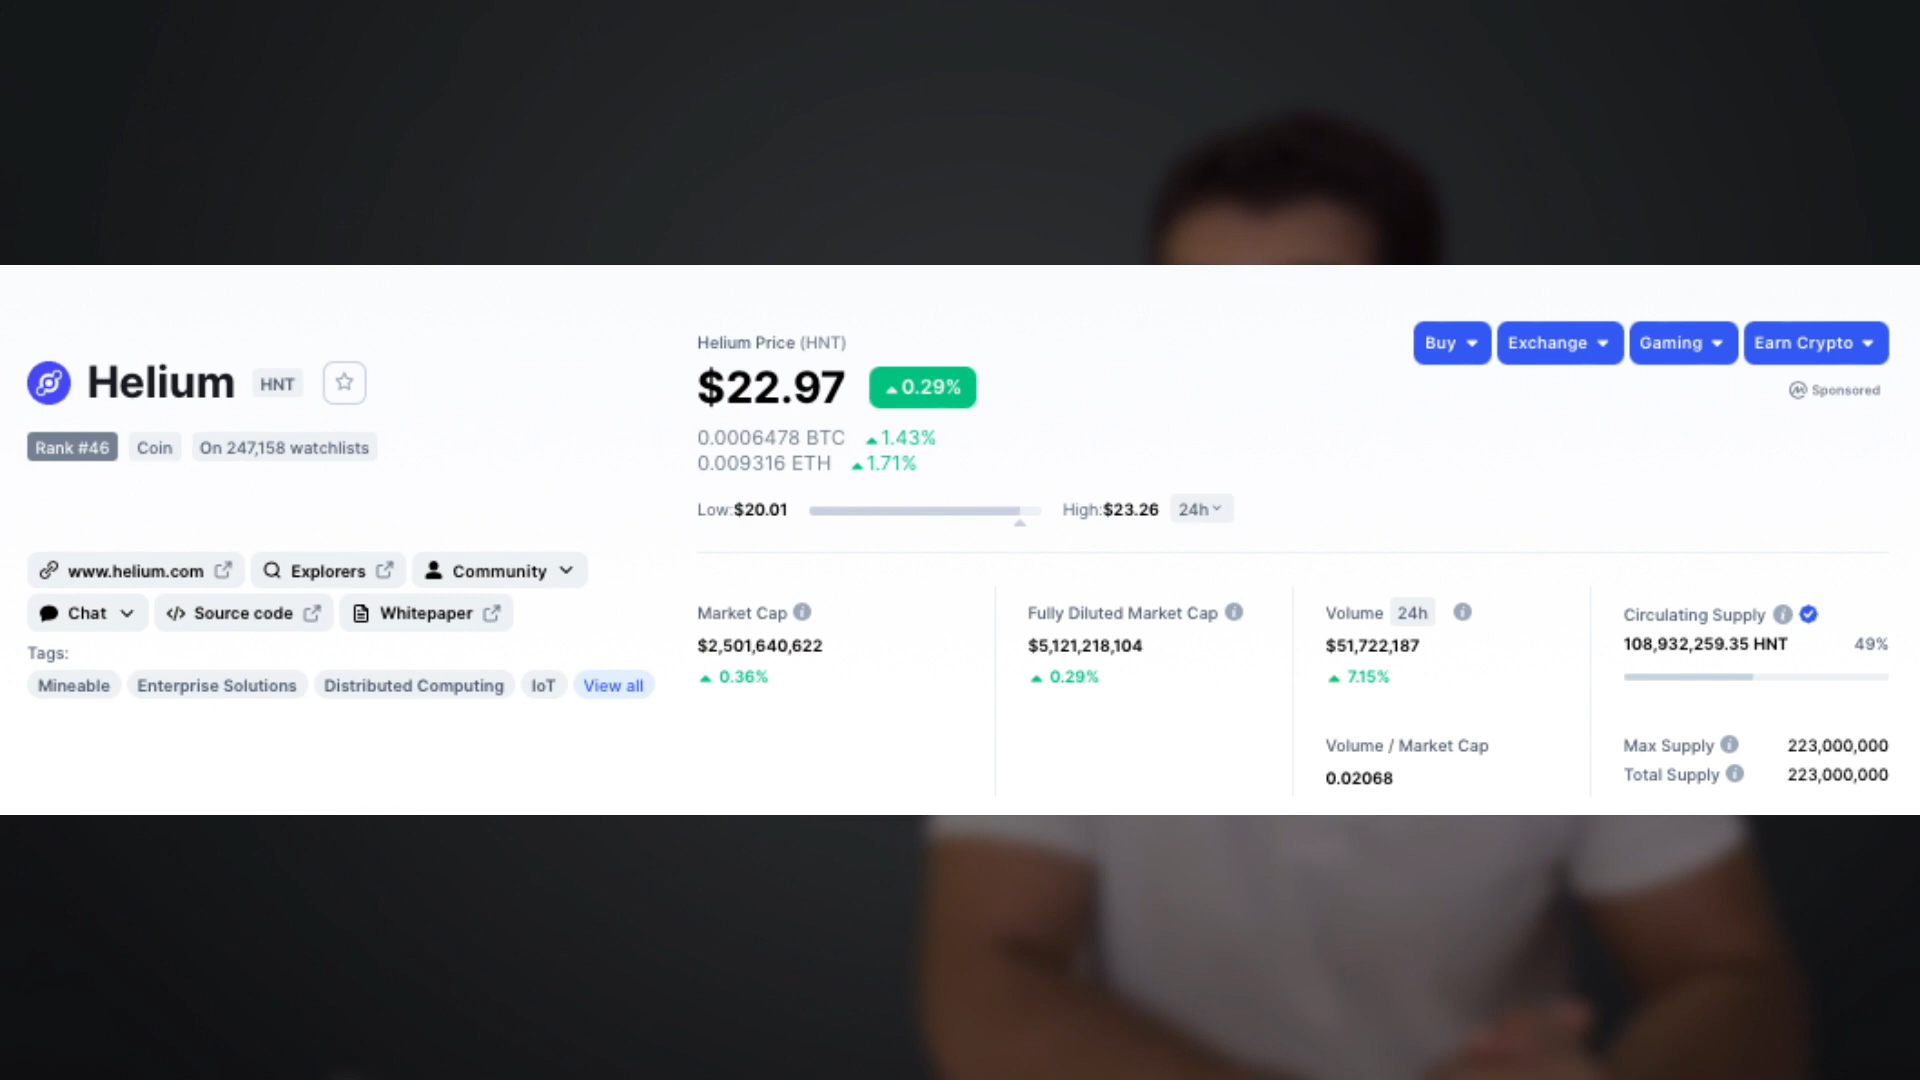 Helium HNT
Rank #46 Coin On 247,158 watchlists
www.helium.com Explorers Community
Chat Source code Whitepaper
Tags:
Mineable Enterprise Solutions Distributed Computing IoT View all
Helium Price (HNT)
$22.97 0.29%
0.0006478 BTC 1.43%
0.009316 ETH 1.71%
Low:$20.01 High:$23.26 24h
Buy Exchange Gaming Earn Crypto
Sponsored
Market Cap
$2,501,640,622
0.36%
Fully Diluted Market Cap
$5,121,218,104
0.29%
Volume 24h
$51,722,187
7.15%
Volume / Market Cap
0.02068
Circulating Supply
108,932,259.35 HNT 49%
Max Supply 223,000,000
Total Supply 223,000,000